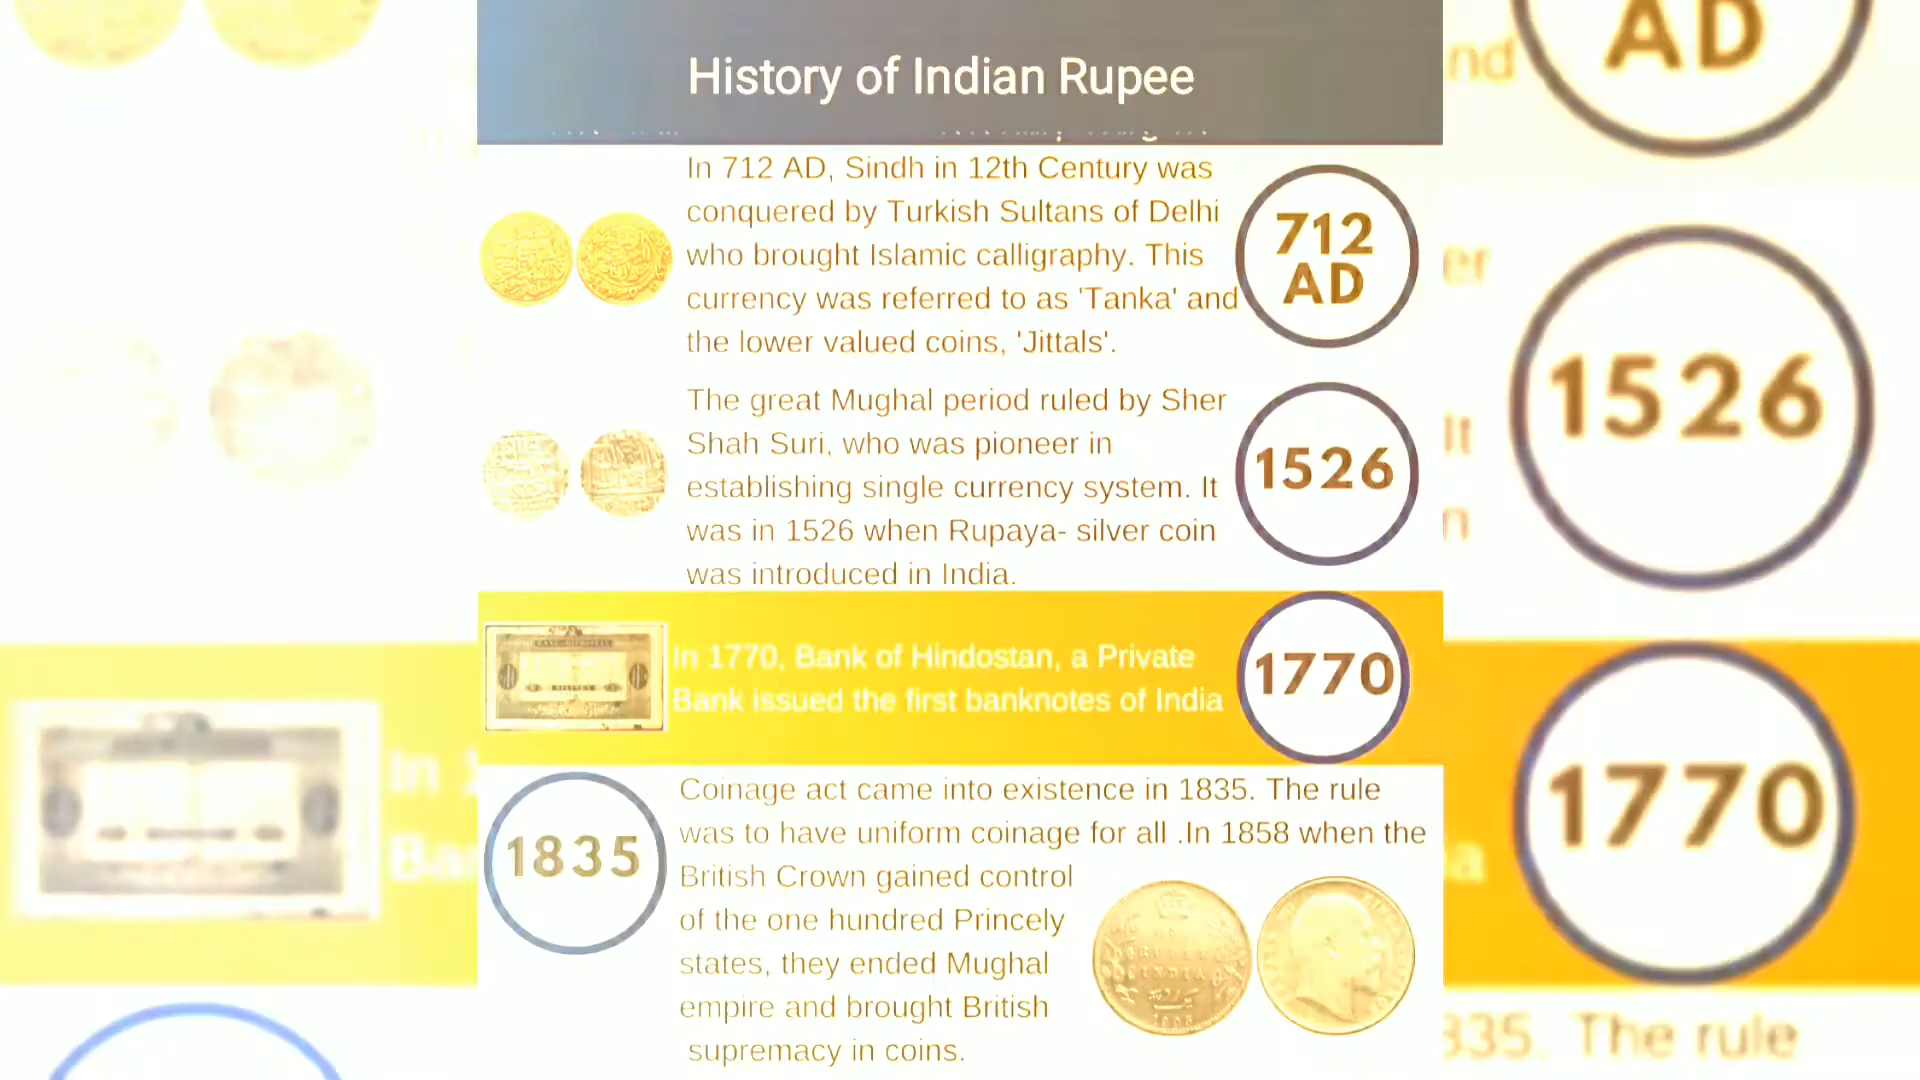 History of Indian Rupee
In 712 AD, Sindh in 12th Century was
conquered by Turkish Sultans of Delhi
who brought Islamic calligraphy. This
currency was referred to as 'Tanka' and
the lower valued coins, 'Jittals'.
712
AD
The great Mughal period ruled by Sher
Shah Suri, who was pioneer in
establishing single currency system. It
was in 1526 when Rupaya- silver coin
was introduced in India.
1526
In 1770, Bank of Hindostan, a Private
Bank issued the first banknotes of India
1770
1835
Coinage act came into existence in 1835. The rule
was to have uniform coinage for all .In 1858 when the
British Crown gained control
of the one hundred Princely
states, they ended Mughal
empire and brought British
supremacy in coins.
AD
1526
1770
835. The rule